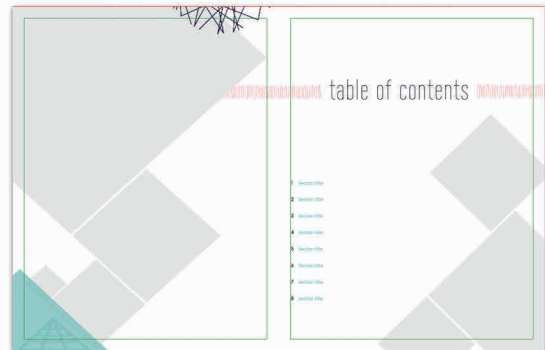 table of contents
1 Section title
2 Section title
3 Section title
4 Section title
5 Section title
6 Section title
7 Section title
8 Section title